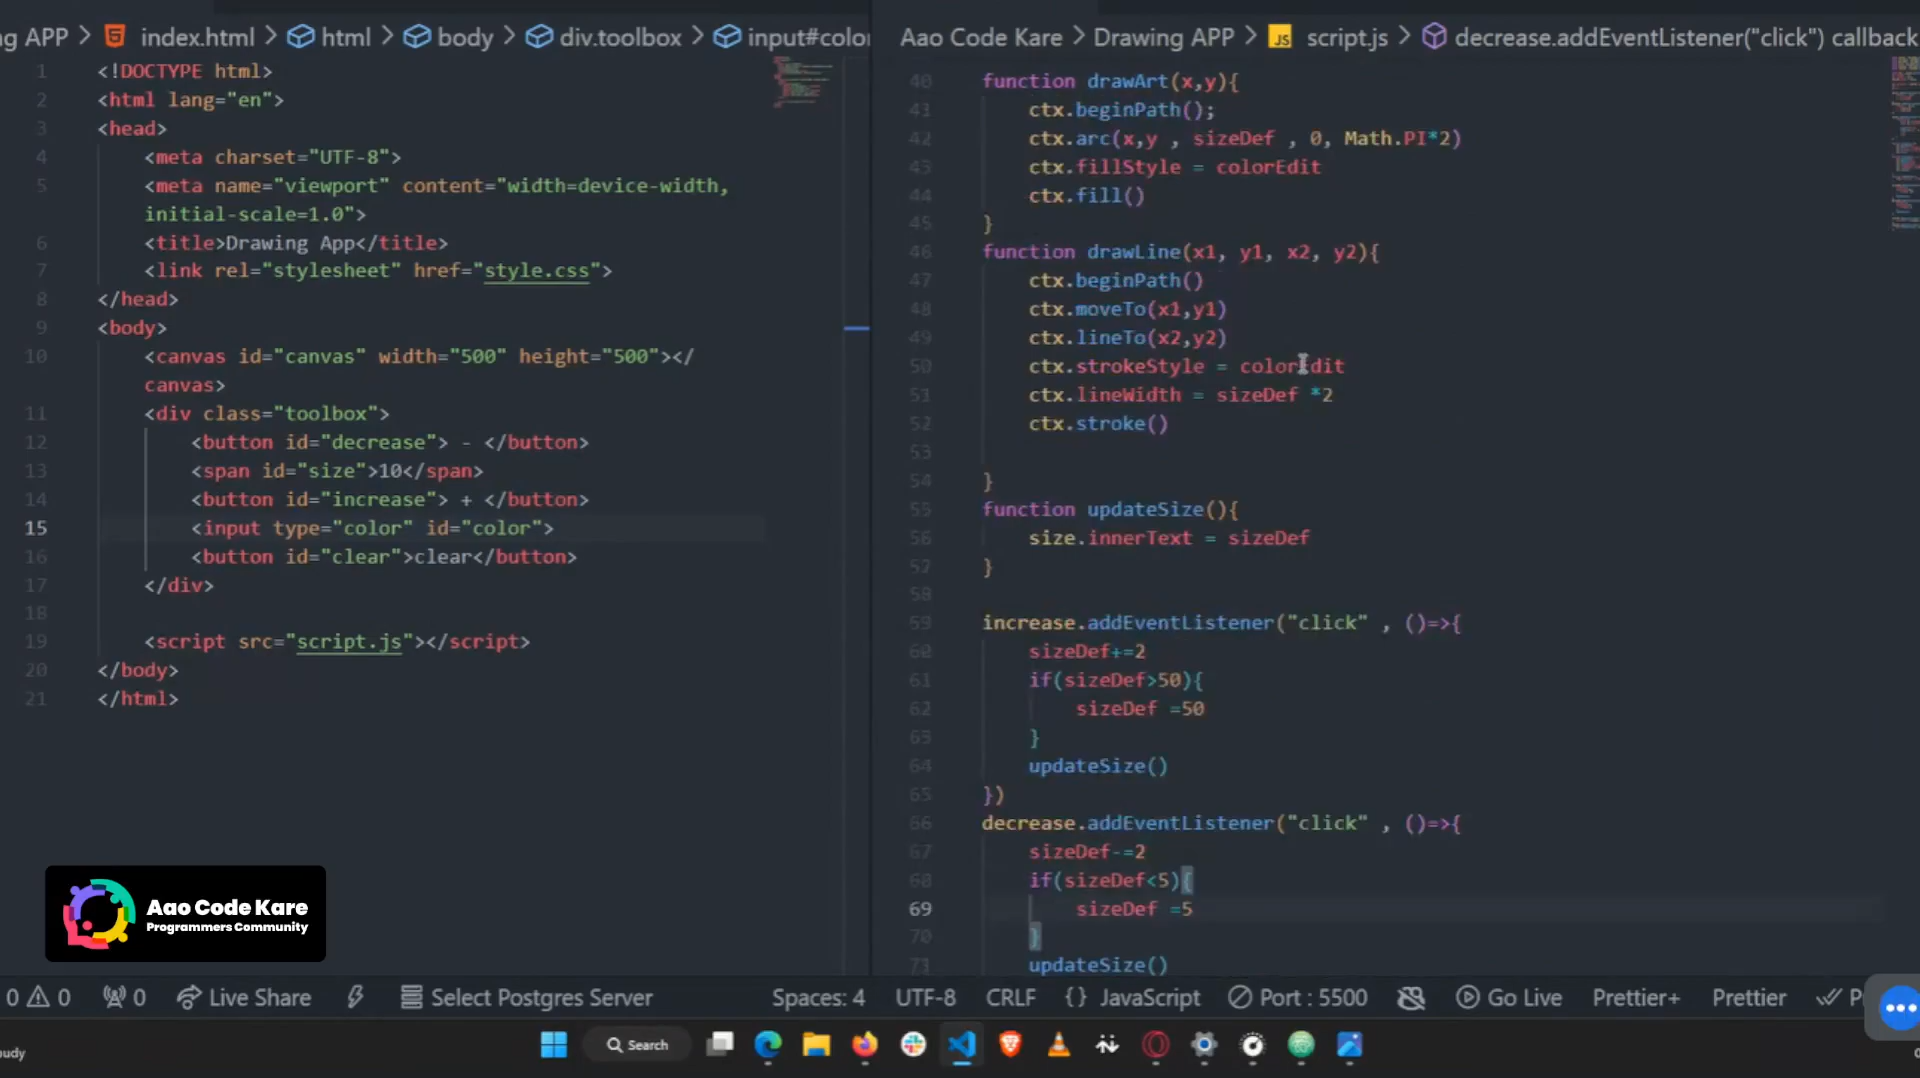 ng APP > index.html > html > body > div.toolbox > input#color
1 <!DOCTYPE html>
2 <html lang="en">
3 <head>
4 <meta charset="UTF-8">
5 <meta name="viewport" content="width=device-width,
initial-scale=1.0">
6 <title>Drawing App</title>
7 <link rel="stylesheet" href="style.css">
8 </head>
9 <body>
10 <canvas id="canvas" width="500" height="500"></
canvas>
11 <div class="toolbox">
12 <button id="decrease"> - </button>
13 <span id="size">10</span>
14 <button id="increase"> + </button>
15 <input type="color" id="color">
16 <button id="clear">clear</button>
17 </div>
18
19 <script src="script.js"></script>
20 </body>
21 </html>
Aao Code Kare
Programmers Community
Aao Code Kare > Drawing APP > JS script.js > decrease.addEventListener("click") callback
40 function drawArt(x,y){
41 ctx.beginPath();
42 ctx.arc(x,y , sizeDef , 0, Math.PI*2)
43 ctx.fillStyle = colorEdit
44 ctx.fill()
45 }
46 function drawLine(x1, y1, x2, y2){
47 ctx.beginPath()
48 ctx.moveTo(x1,y1)
49 ctx.lineTo(x2,y2)
50 ctx.strokeStyle = colorEdit
51 ctx.lineWidth = sizeDef *2
52 ctx.stroke()
53
54 }
55 function updateSize(){
56 size.innerText = sizeDef
57 }
58
59 increase.addEventListener("click" , ()=>{
60 sizeDef+=2
61 if(sizeDef>50){
62 sizeDef =50
63 }
64 updateSize()
65 })
66 decrease.addEventListener("click" , ()=>{
67 sizeDef-=2
68 if(sizeDef<5){
69 sizeDef =5
70 }
updateSize()
0 0 0 Live Share Select Postgres Server Spaces: 4 UTF-8 CRLF {} JavaScript Port : 5500 Go Live Prettier+ Prettier
Search